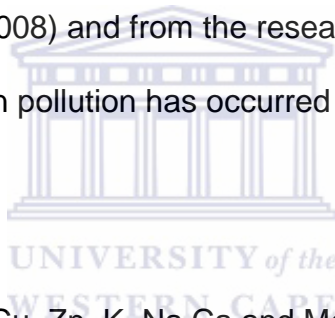 008) and from the resea
n pollution has occurred
UNIVERSITY of the
Cu, Zn, K, Na Ca and M
WESTERN CAPE